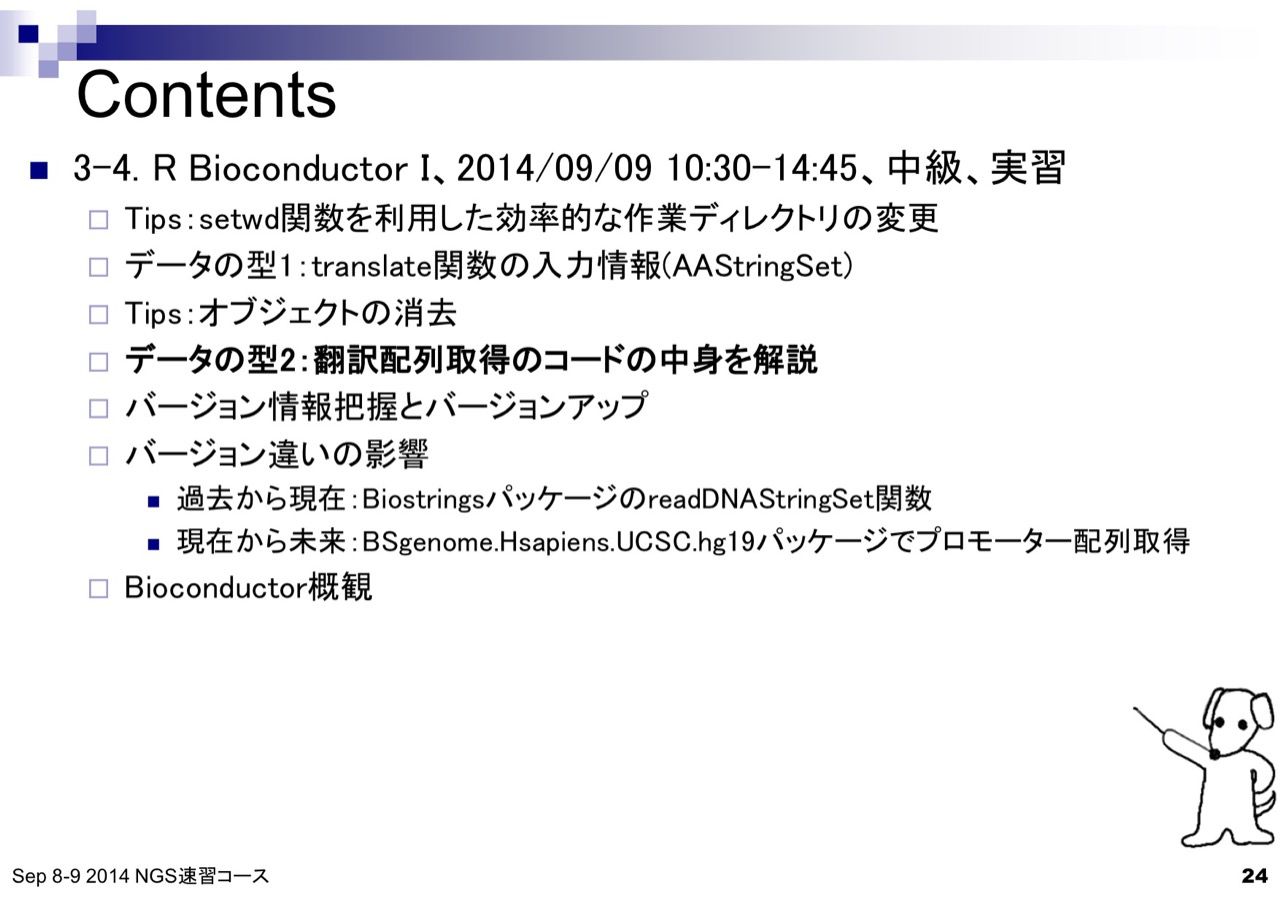 Contents
3-4. R Bioconductor I、2014/09/09 10:30-14:45、中級、実習
Tips:setwd関数を利用した効率的な作業ディレクトリの変更
データの型1:translate関数の入力情報(AAStringSet)
Tips:オブジェクトの消去
データの型2:翻訳配列取得のコードの中身を解説
バージョン情報把握とバージョンアップ
バージョン違いの影響
過去から現在:BiostringsパッケージのreadDNAStringSet関数
現在から未来:BSgenome.Hsapiens.UCSC.hg19パッケージでプロモーター配列取得
Bioconductor概観
Sep 8-9 2014 NGS速習コース
24